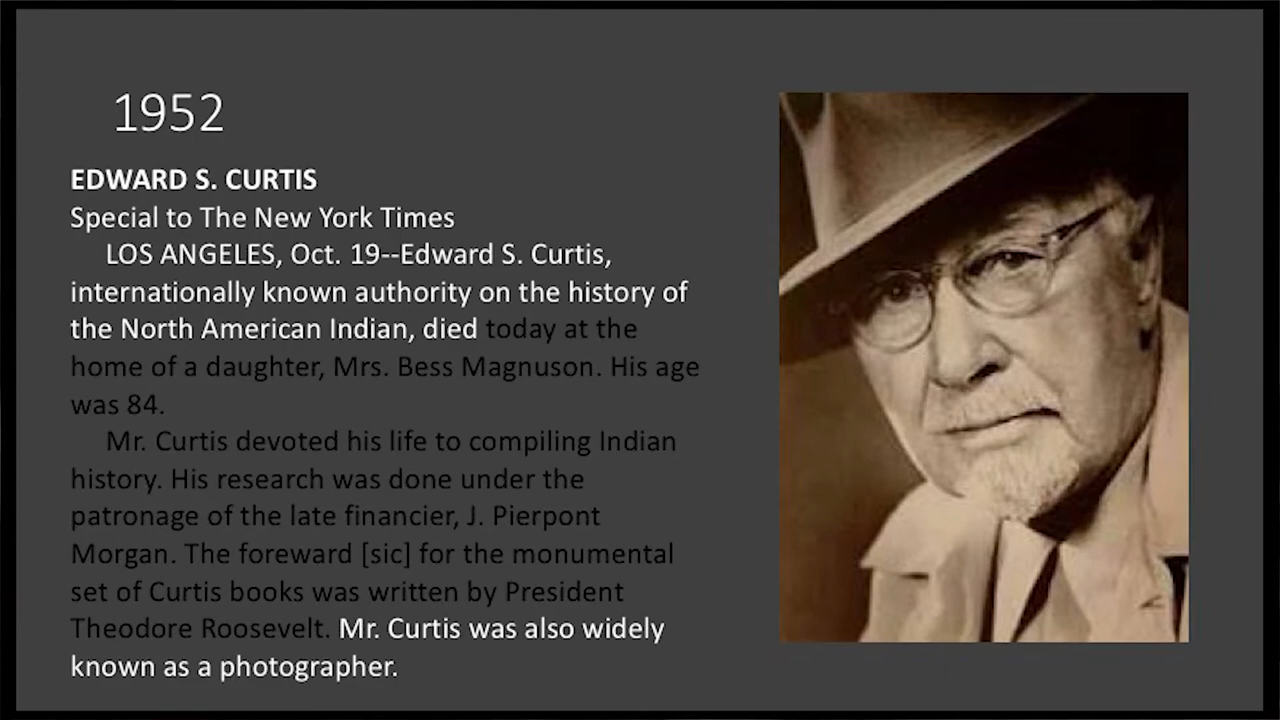 1952
EDWARD S. CURTIS
Special to The New York Times
LOS ANGELES, Oct. 19--Edward S. Curtis,
internationally known authority on the history of
the North American Indian, died today at the
home of a daughter, Mrs. Bess Magnuson. His age
was 84.
Mr. Curtis devoted his life to compiling Indian
history. His research was done under the
patronage of the late financier, J. Pierpont
Morgan. The foreward [sic] for the monumental
set of Curtis books was written by President
Theodore Roosevelt. Mr. Curtis was also widely
known as a photographer.